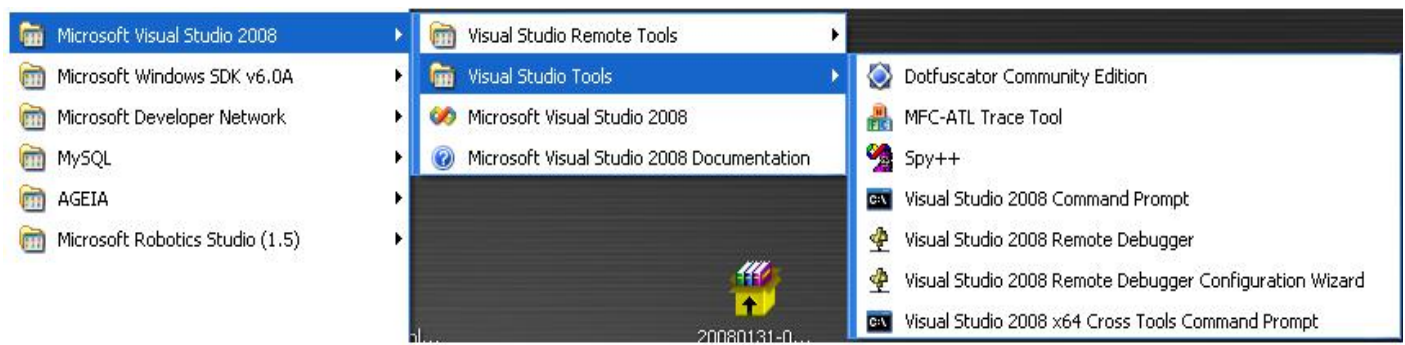 Microsoft Visual Studio 2008
Microsoft Windows SDK v6.0A
Microsoft Developer Network
MySQL
AGEIA
Microsoft Robotics Studio (1.5)
Visual Studio Remote Tools
Visual Studio Tools
Microsoft Visual Studio 2008
Microsoft Visual Studio 2008 Documentation
Dotfuscator Community Edition
MFC-ATL Trace Tool
Spy++
Visual Studio 2008 Command Prompt
Visual Studio 2008 Remote Debugger
Visual Studio 2008 Remote Debugger Configuration Wizard
Visual Studio 2008 x64 Cross Tools Command Prompt
20080131-0...